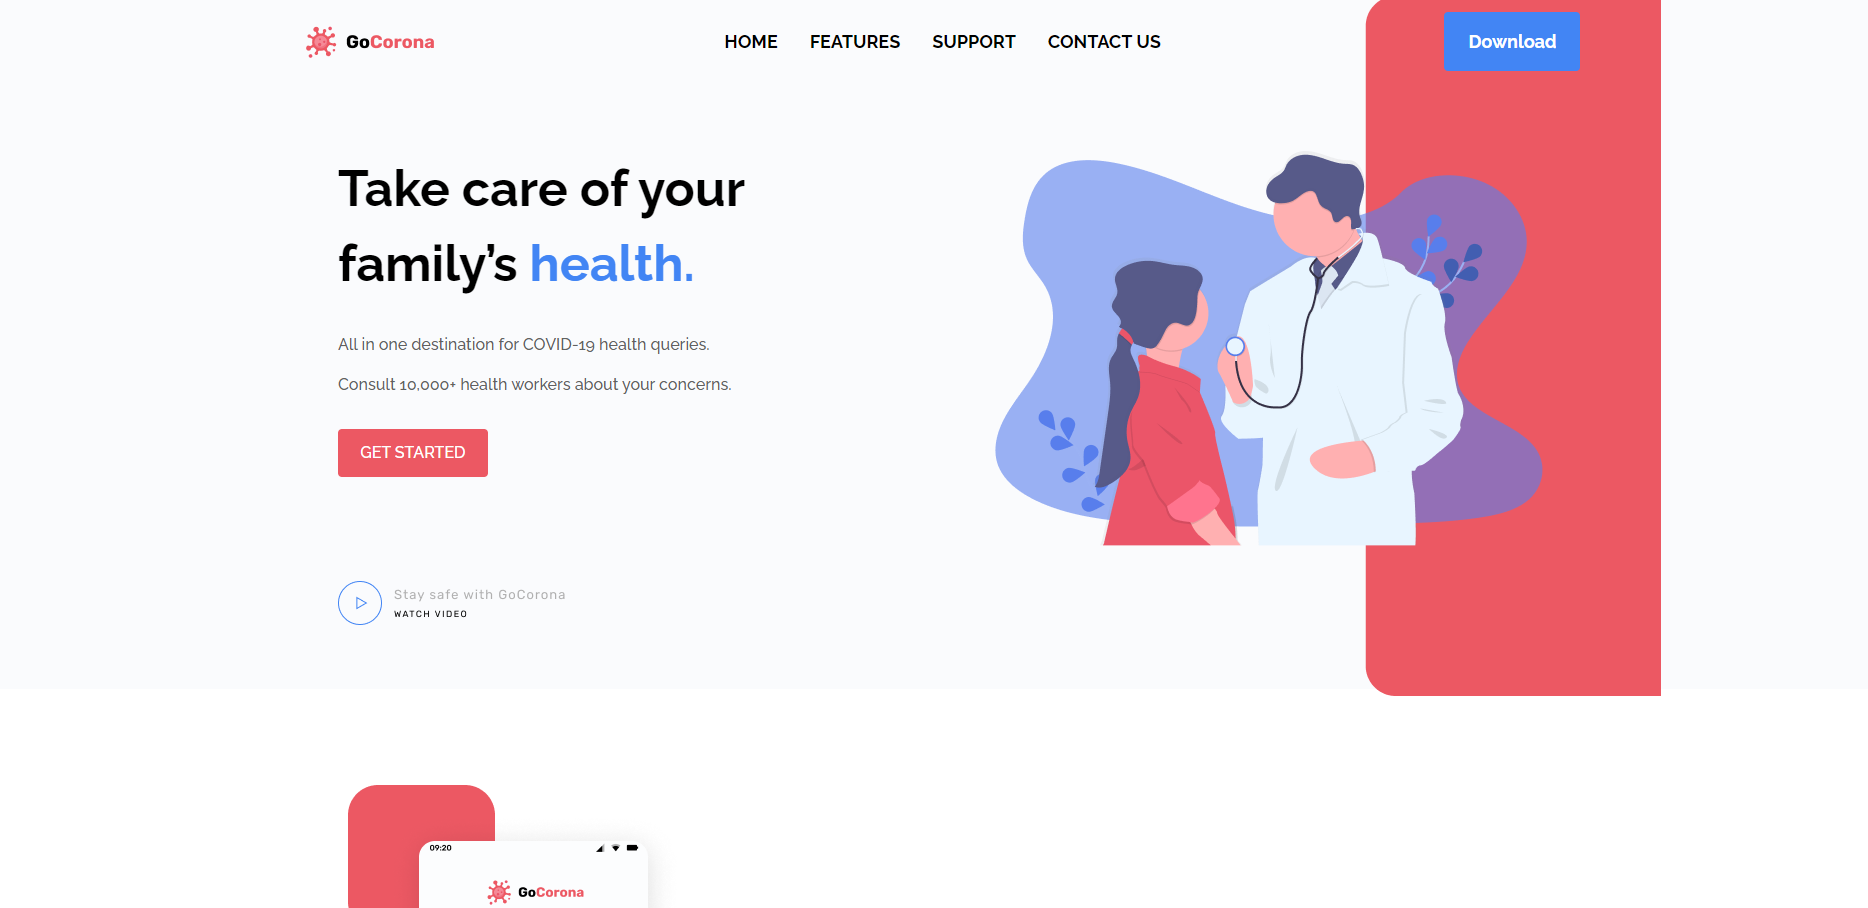 GoCorona
HOME FEATURES SUPPORT CONTACT US
Download
Take care of your
family’s health.
All in one destination for COVID-19 health queries.
Consult 10,000+ health workers about your concerns.
GET STARTED
Stay safe with GoCorona
WATCH VIDEO
09:20
GoCorona